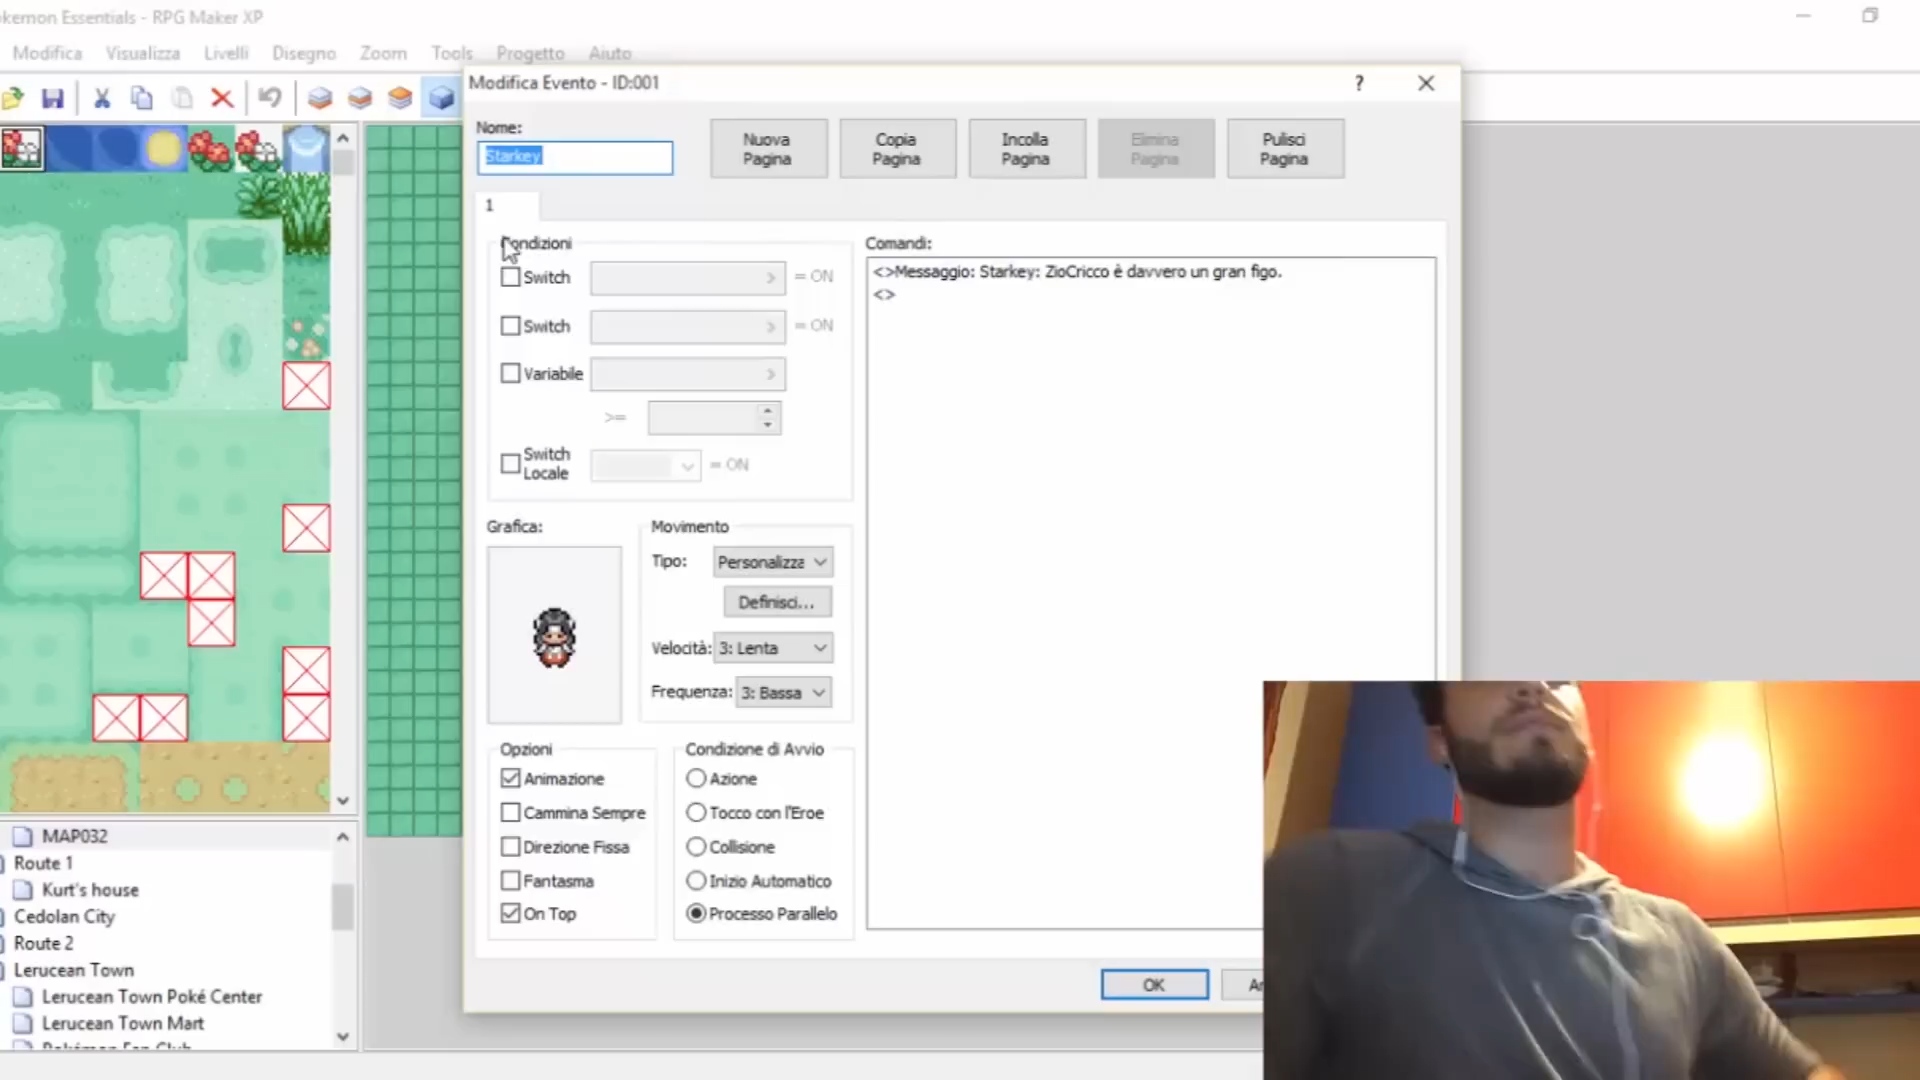 kemon Essentials - RPG Maker XP
Modifica Visualizza Livelli Disegno Zoom Tools Progetto Aiuto
Modifica Evento - ID:001
Nome:
Starkey
Nuova Pagina
Copia Pagina
Incolla Pagina
Elimina Pagina
Pulisci Pagina
1
Condizioni
Switch = ON
Switch = ON
Variabile
>=
Switch Locale = ON
Comandi:
<>Messaggio: Starkey: ZioCricco è davvero un gran figo.
<>
Grafica:
Movimento
Tipo: Personalizza
Definisci...
Velocità: 3: Lenta
Frequenza: 3: Bassa
Opzioni
Animazione
Cammina Sempre
Direzione Fissa
Fantasma
On Top
Condizione di Avvio
Azione
Tocco con l'Eroe
Collisione
Inizio Automatico
Processo Parallelo
OK
An
MAP032
Route 1
Kurt's house
Cedolan City
Route 2
Lerucean Town
Lerucean Town Poké Center
Lerucean Town Mart
Pokémon Fan Club